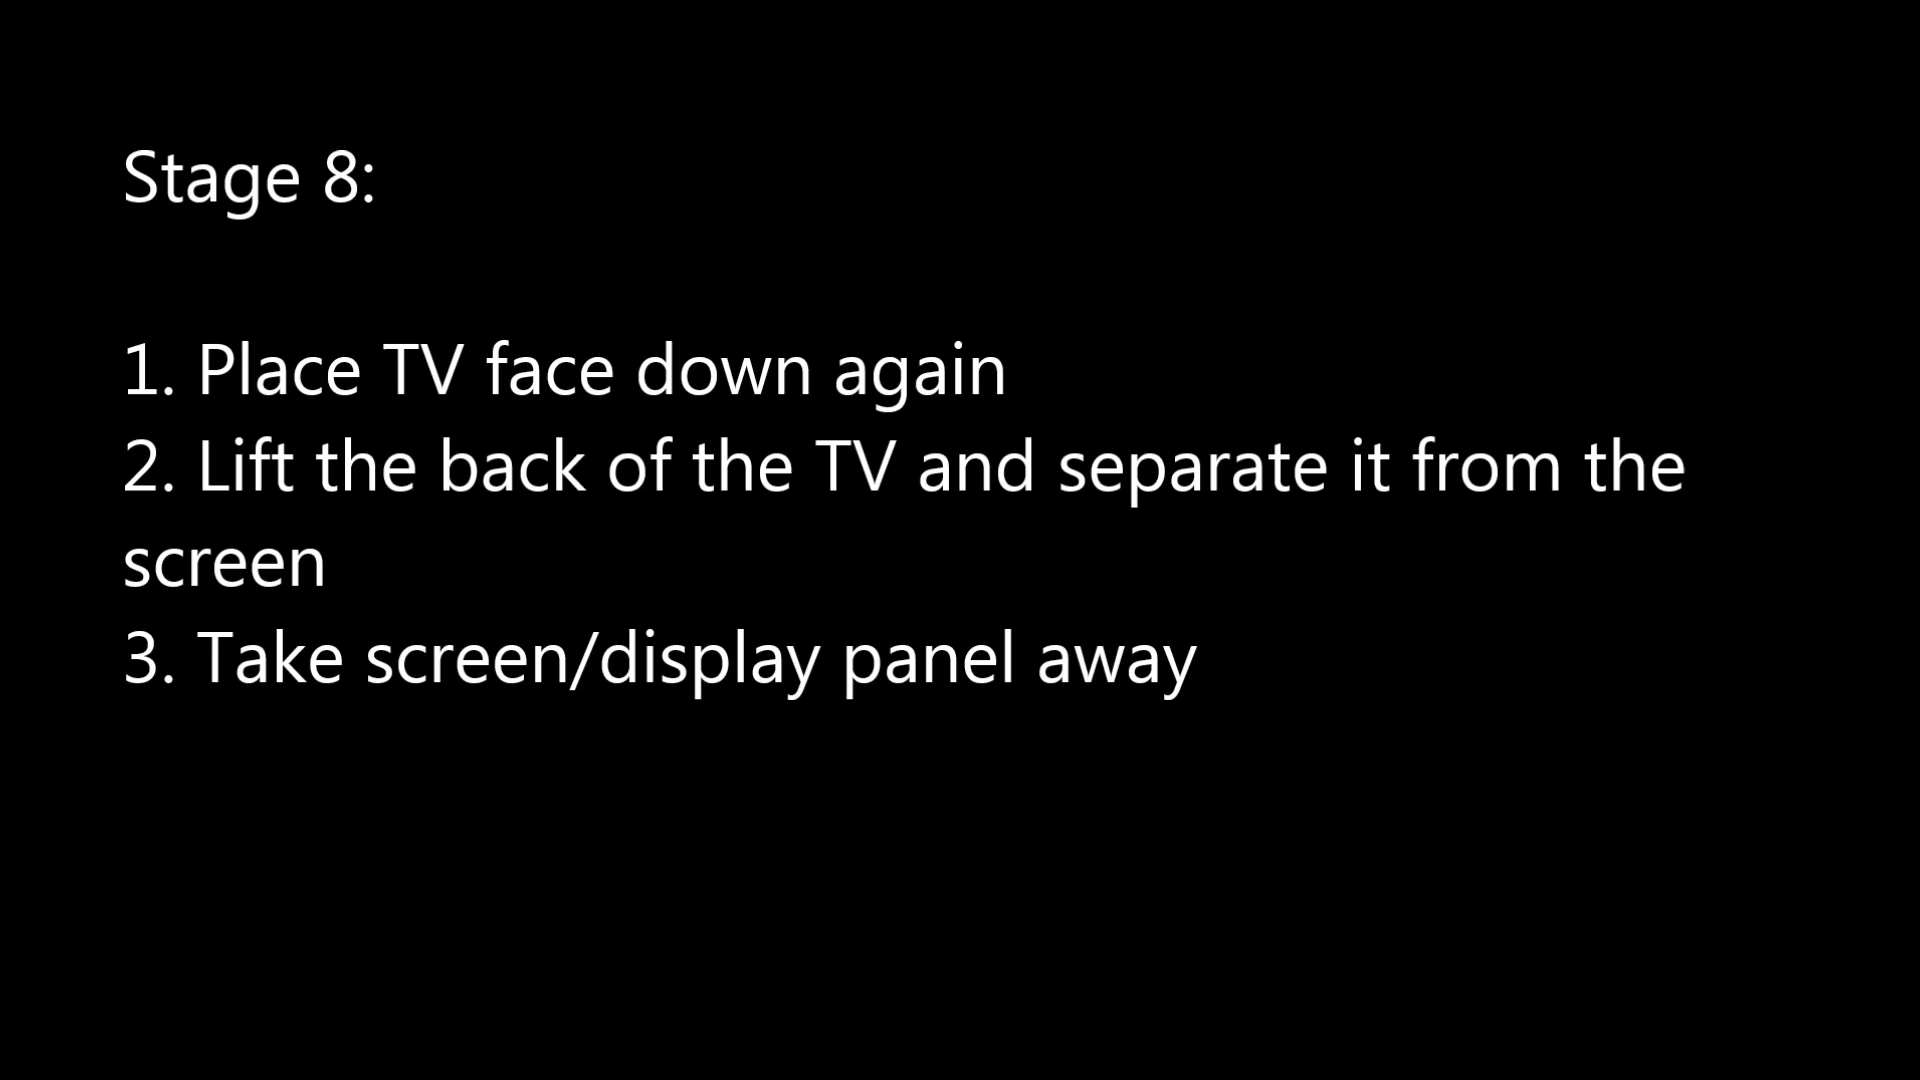 Stage 8:
1. Place TV face down again
2. Lift the back of the TV and separate it from the
screen
3. Take screen/display panel away